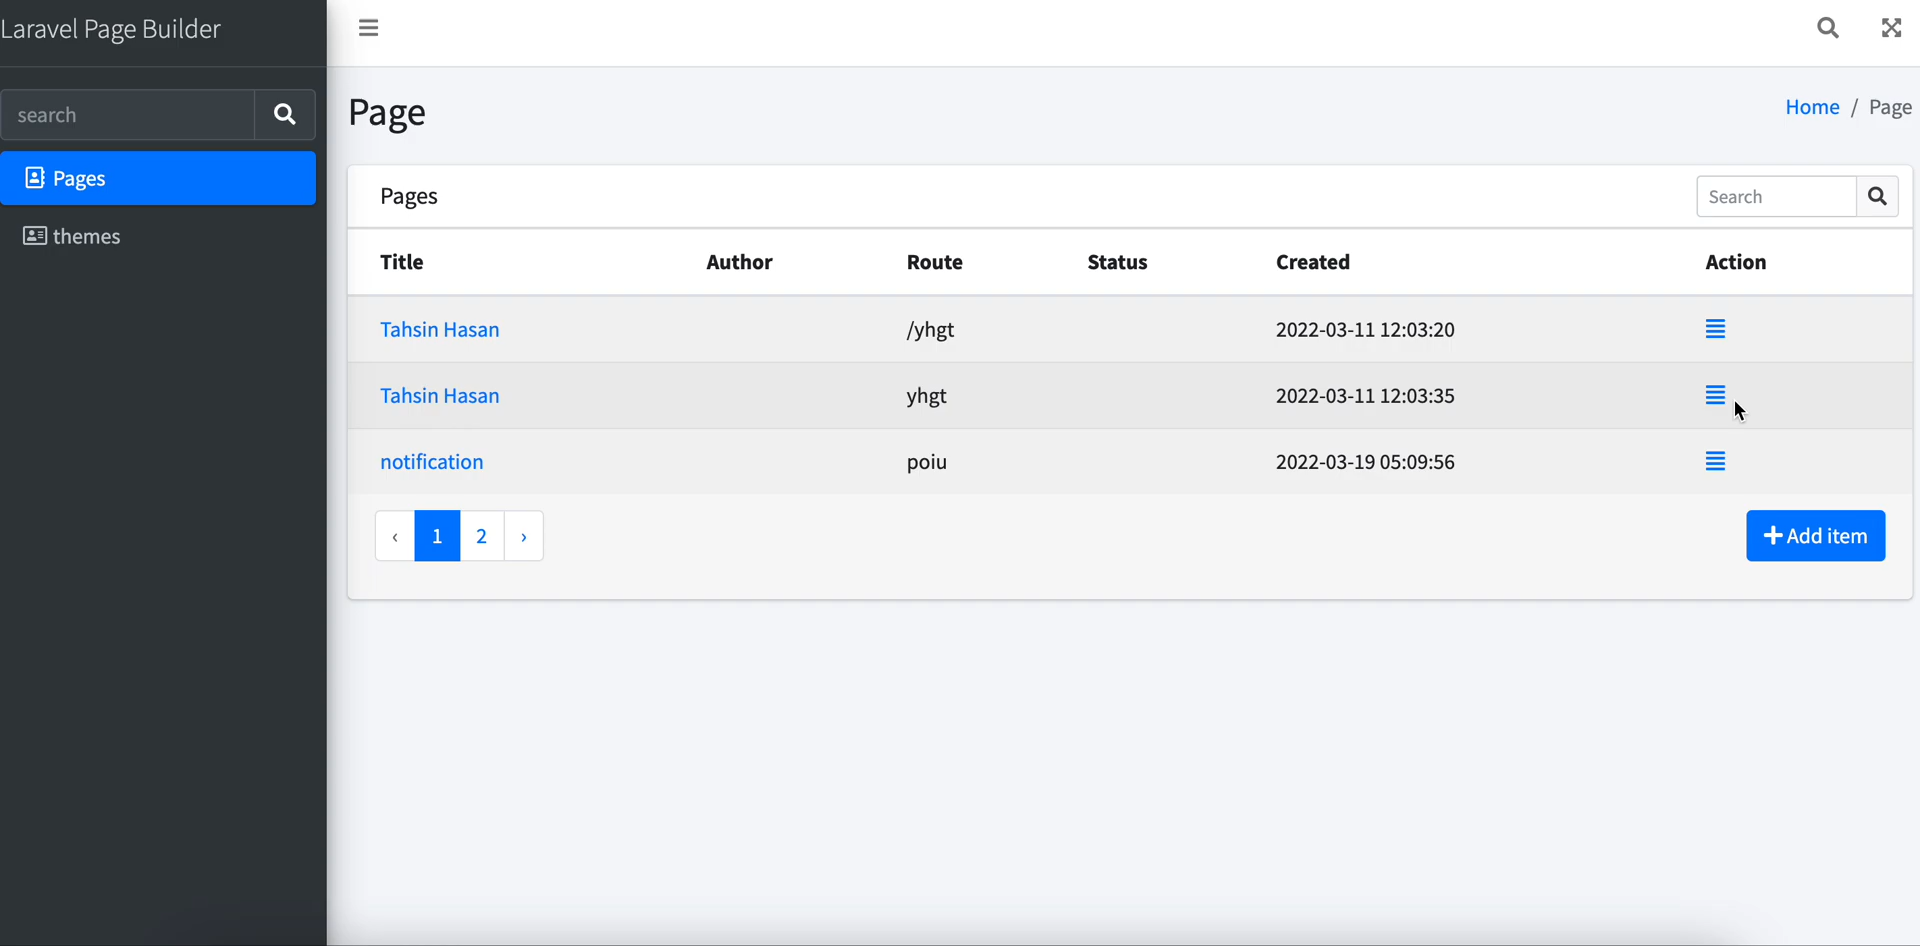 Laravel Page Builder
search
Pages
themes
Page
Home / Page
Pages
Search
Title Author Route Status Created Action
Tahsin Hasan /yhgt 2022-03-11 12:03:20
Tahsin Hasan yhgt 2022-03-11 12:03:35
notification poiu 2022-03-19 05:09:56
‹ 1 2 ›
Add item